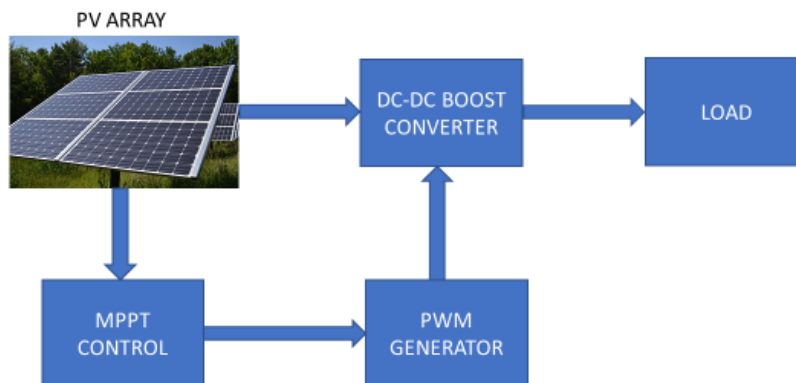 PV ARRAY
DC-DC BOOST
CONVERTER
LOAD
MPPT
CONTROL
PWM
GENERATOR